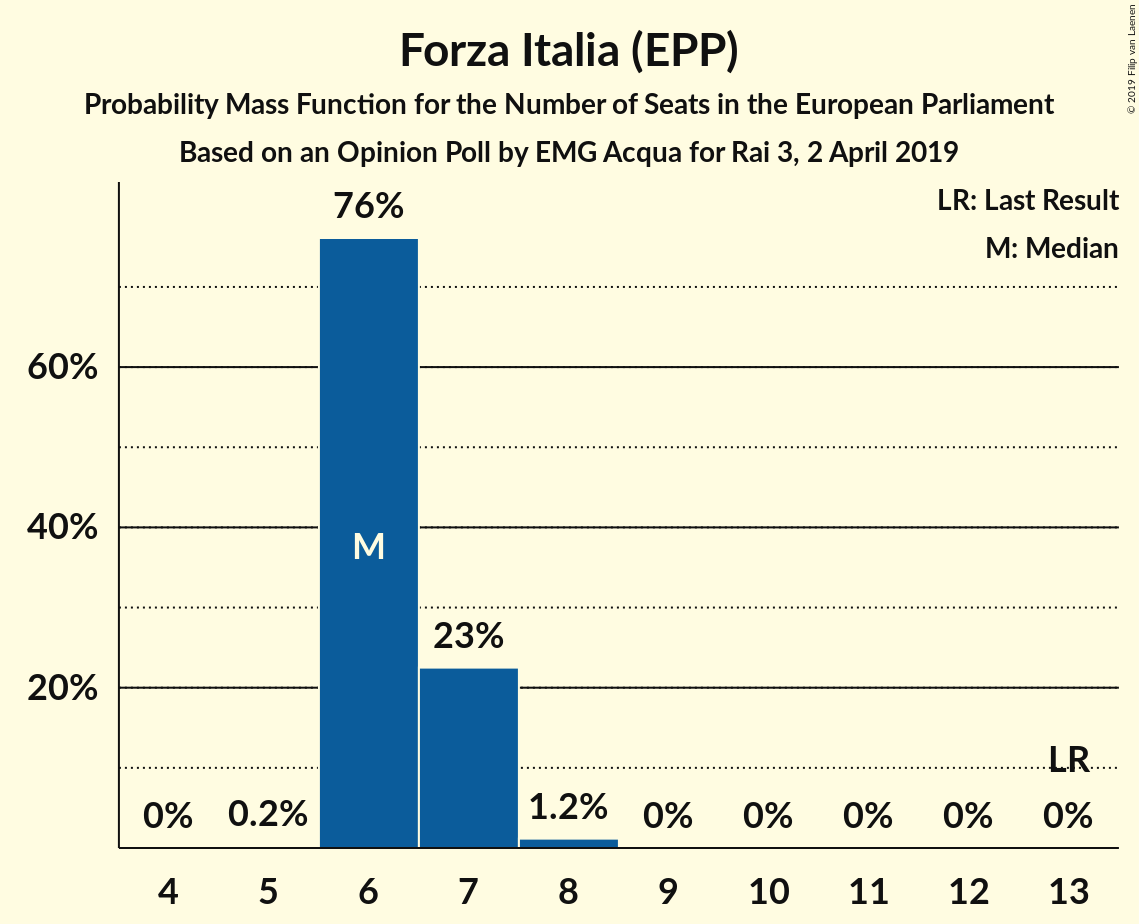 Forza Italia (EPP)
Probability Mass Function for the Number of Seats in the European Parliament
Based on an Opinion Poll by EMG Acqua for Rai 3, 2 April 2019
© 2019 Filip van Laenen
LR: Last Result
M: Median
76%
60%
40%
M
23%
20%
LR
0% 0.2% 1.2% 0% 0% 0% 0% 0%
4 5 6 7 8 9 10 11 12 13